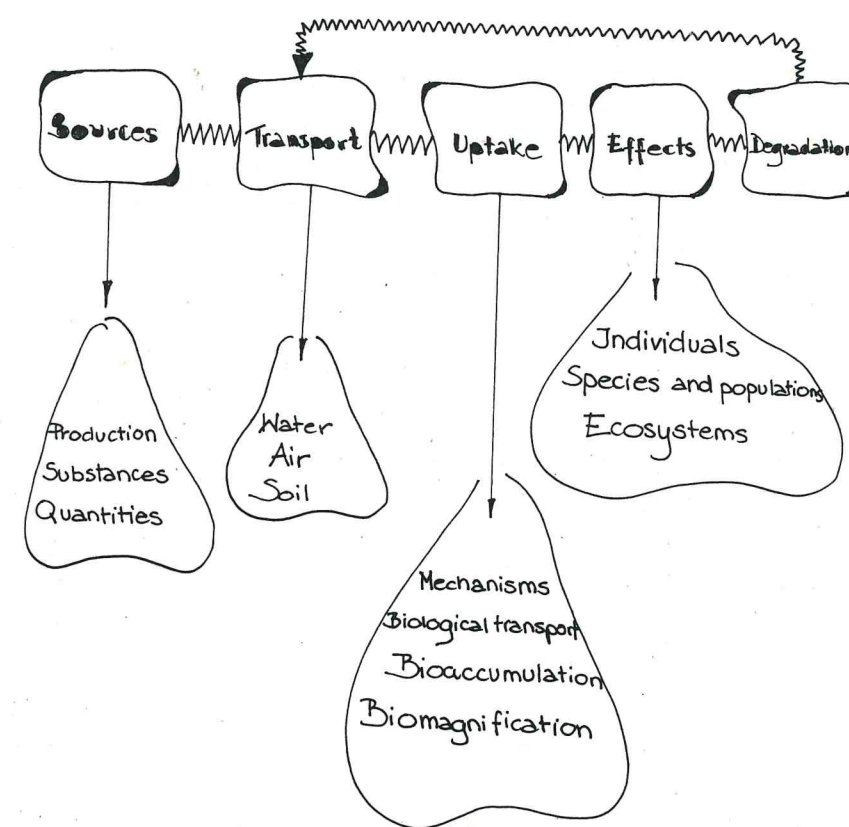 Sources
Transport
Uptake
Effects
Degradation
Production
Substances
Quantities
Water
Air
Soil
Mechanisms
Biological transport
Bioaccumulation
Biomagnification
Individuals
Species and populations
Ecosystems